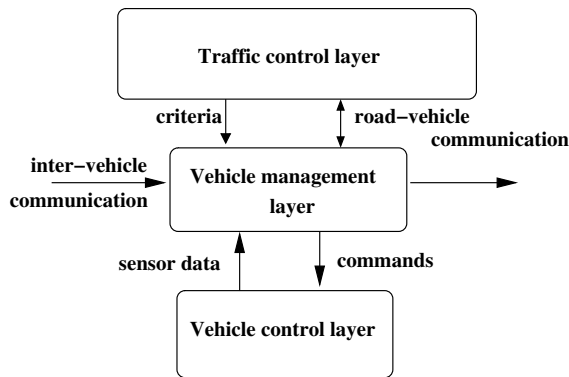 Traffic control layer
criteria
road-vehicle
communication
inter-vehicle
communication
Vehicle management
layer
sensor data
commands
Vehicle control layer